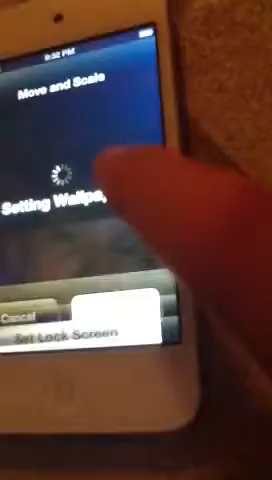 9:32 PM
Move and Scale
Setting Wallpa
Cancel
Set Lock Screen